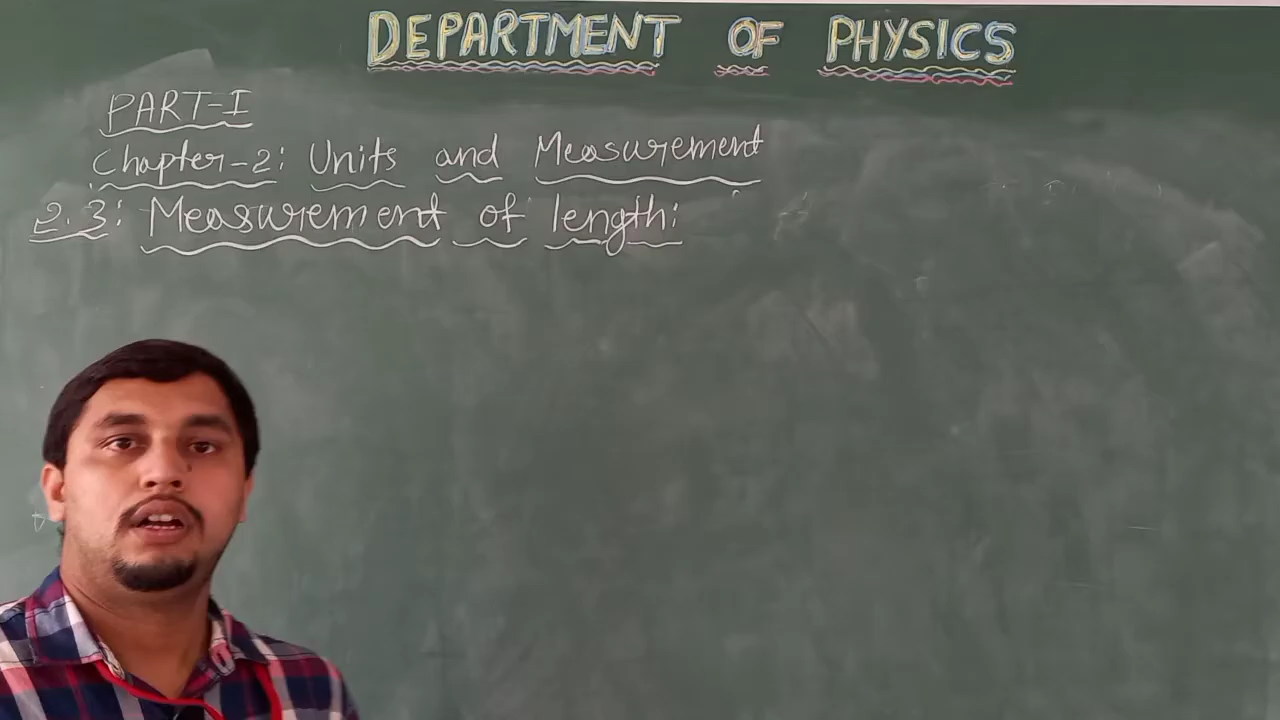 DEPARTMENT OF PHYSICS
PART-I
Chapter-2: Units and Measurement
2.3: Measurement of length: